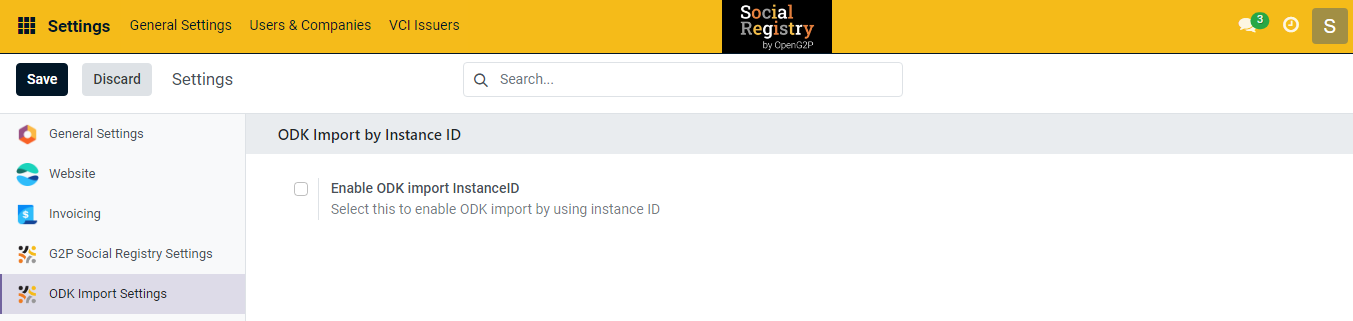 Settings General Settings Users & Companies VCI Issuers
Social
Registry
by OpenG2P
3
S
Save Discard Settings Search...
General Settings
Website
Invoicing
G2P Social Registry Settings
ODK Import Settings
ODK Import by Instance ID
Enable ODK import InstanceID
Select this to enable ODK import by using instance ID